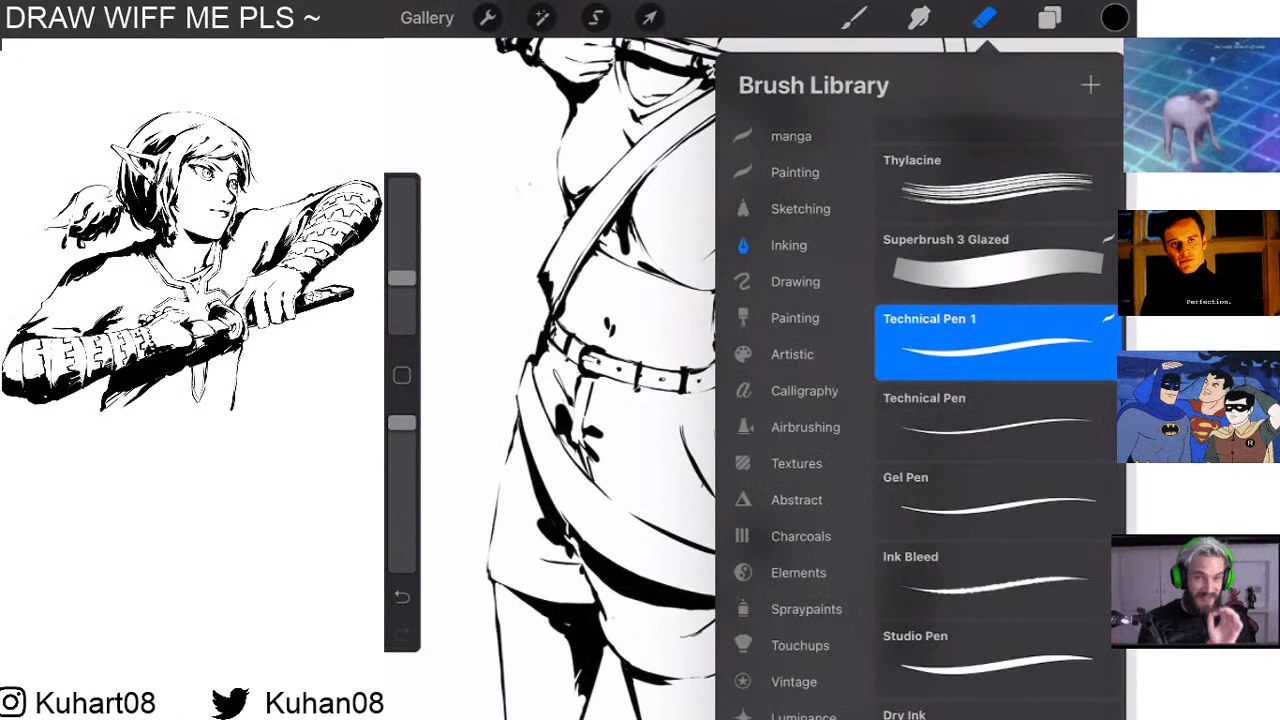 DRAW WIFF ME PLS ~
Gallery
Brush Library
manga
Painting
Sketching
Inking
Drawing
Painting
Artistic
Calligraphy
Airbrushing
Textures
Abstract
Charcoals
Elements
Spraypaints
Touchups
Vintage
Luminance
Thylacine
Superbrush 3 Glazed
Technical Pen 1
Technical Pen
Gel Pen
Ink Bleed
Studio Pen
Dry Ink
Perfection.
R
Kuhart08
Kuhan08